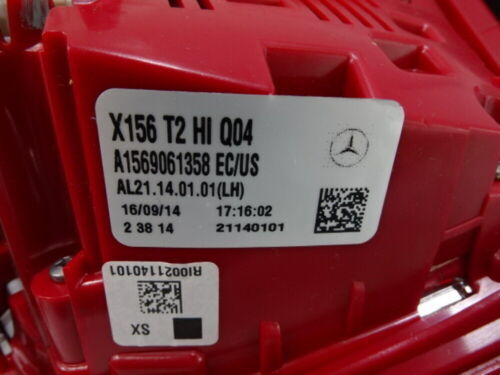 X156 T2 HI Q04
A1569061358 EC/US
AL21.14.01.01(LH)
16/09/14 17:16:02
2 38 14 21140101
RI0021140101
SX